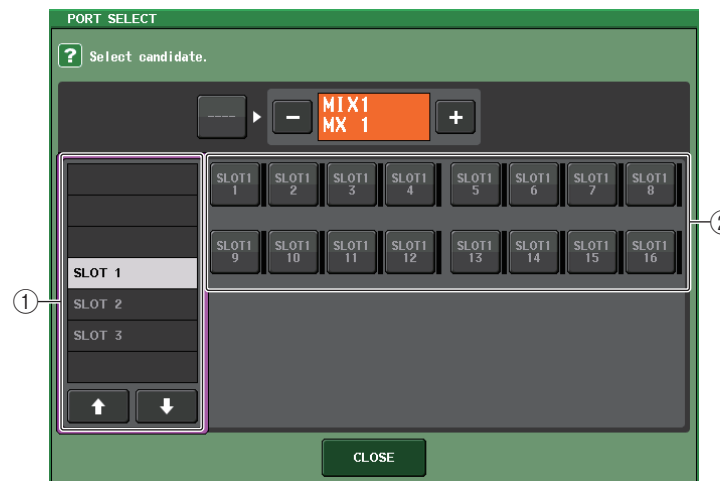 PORT SELECT
? Select candidate.
---- − MIX1 +
MX 1
SLOT1 1 SLOT1 2 SLOT1 3 SLOT1 4 SLOT1 5 SLOT1 6 SLOT1 7 SLOT1 8
SLOT1 9 SLOT1 10 SLOT1 11 SLOT1 12 SLOT1 13 SLOT1 14 SLOT1 15 SLOT1 16
① ②
SLOT 1
SLOT 2
SLOT 3
CLOSE